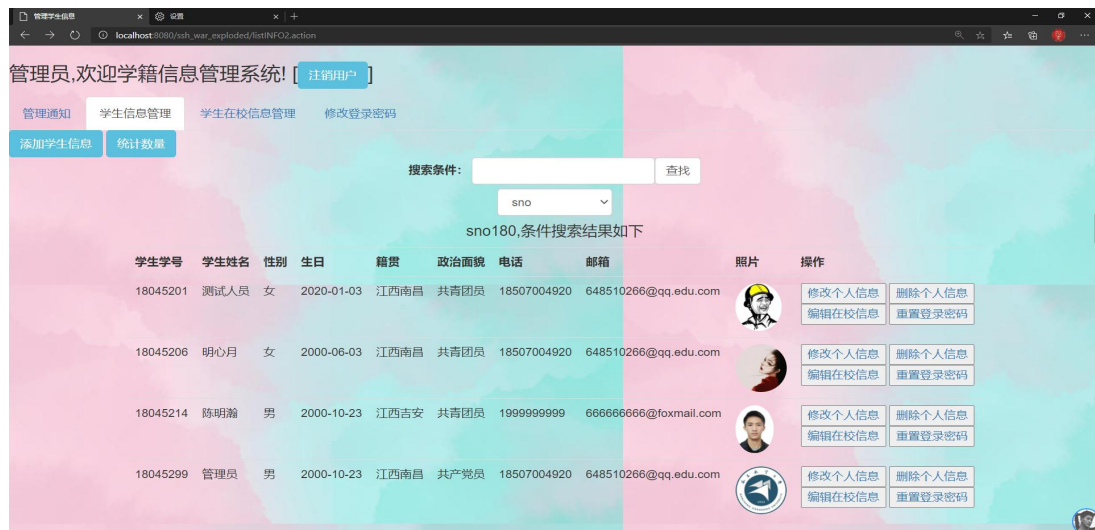 管理学生信息 设置
localhost:8080/ssh_war_exploded/listINFO2.action
管理员,欢迎学籍信息管理系统! [ 注销用户 ]
管理通知 学生信息管理 学生在校信息管理 修改登录密码
添加学生信息 统计数量
搜索条件: 查找
sno
sno180,条件搜索结果如下
学生学号 学生姓名 性别 生日 籍贯 政治面貌 电话 邮箱 照片 操作
18045201 测试人员 女 2020-01-03 江西南昌 共青团员 18507004920 648510266@qq.edu.com 修改个人信息 删除个人信息
编辑在校信息 重置登录密码
18045206 明心月 女 2000-06-03 江西南昌 共青团员 18507004920 648510266@qq.edu.com 修改个人信息 删除个人信息
编辑在校信息 重置登录密码
18045214 陈明瀚 男 2000-10-23 江西吉安 共青团员 1999999999 666666666@foxmail.com 修改个人信息 删除个人信息
编辑在校信息 重置登录密码
18045299 管理员 男 2000-10-23 江西南昌 共产党员 18507004920 648510266@qq.edu.com 修改个人信息 删除个人信息
编辑在校信息 重置登录密码